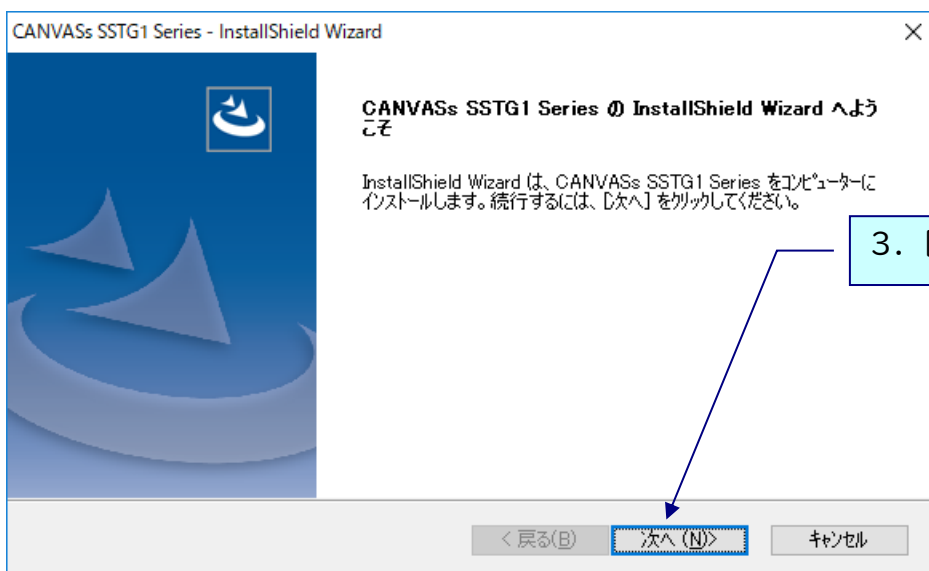 CANVASs SSTG1 Series - InstallShield Wizard
CANVASs SSTG1 Series の InstallShield Wizard へよう
こそ
InstallShield Wizard は、CANVASs SSTG1 Series をコンピューターに
インストールします。続行するには、[次へ] をクリックしてください。
3.
< 戻る(B)
次へ (N)>
キャンセル